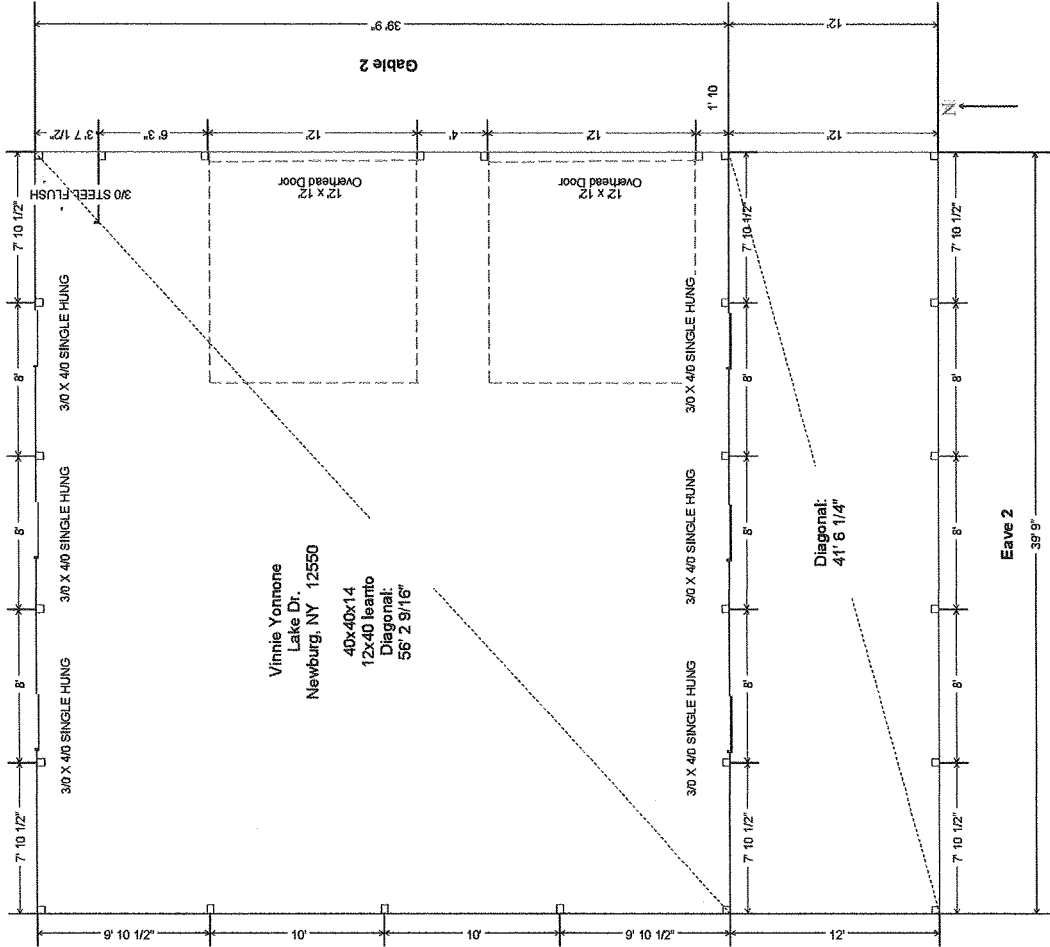 39' 9"
12'
Gable 2
3' 7 1/2"
6' 3"
12'
4'
12'
1' 10
12'
N
3/0 STEEL FLUSH
12' x 12'
Overhead Door
12' x 12'
Overhead Door
7' 10 1/2"
8'
8'
8'
7' 10 1/2"
3/0 X 4/0 SINGLE HUNG
3/0 X 4/0 SINGLE HUNG
3/0 X 4/0 SINGLE HUNG
Vinnie Yonnone
Lake Dr.
Newburg, NY 12550
40x40x14
12x40 leanto
Diagonal:
56' 2 9/16"
3/0 X 4/0 SINGLE HUNG
3/0 X 4/0 SINGLE HUNG
3/0 X 4/0 SINGLE HUNG
7' 10 1/2"
8'
8'
8'
7' 10 1/2"
Diagonal:
41' 6 1/4"
7' 10 1/2"
8'
8'
8'
7' 10 1/2"
Eave 2
39' 9"
9' 10 1/2"
10'
10'
9' 10 1/2"
12'